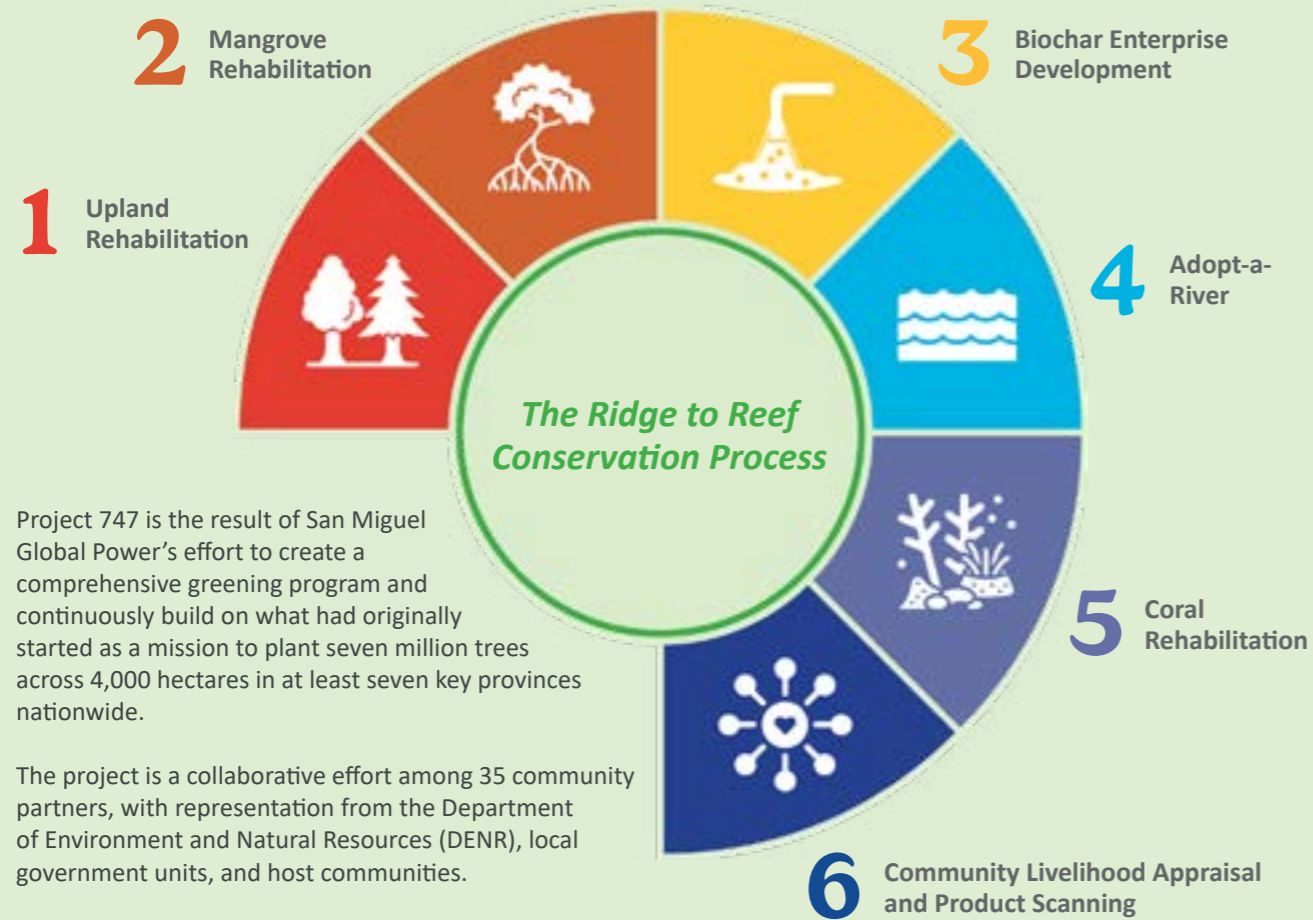 1
Upland
Rehabilitation
2
Mangrove
Rehabilitation
3
Biochar Enterprise
Development
4
Adopt-a-
River
5
Coral
Rehabilitation
6
Community Livelihood Appraisal
and Product Scanning
The Ridge to Reef
Conservation Process
Project 747 is the result of San Miguel
Global Power’s effort to create a
comprehensive greening program and
continuously build on what had originally
started as a mission to plant seven million trees
across 4,000 hectares in at least seven key provinces
nationwide.
The project is a collaborative effort among 35 community
partners, with representation from the Department
of Environment and Natural Resources (DENR), local
government units, and host communities.